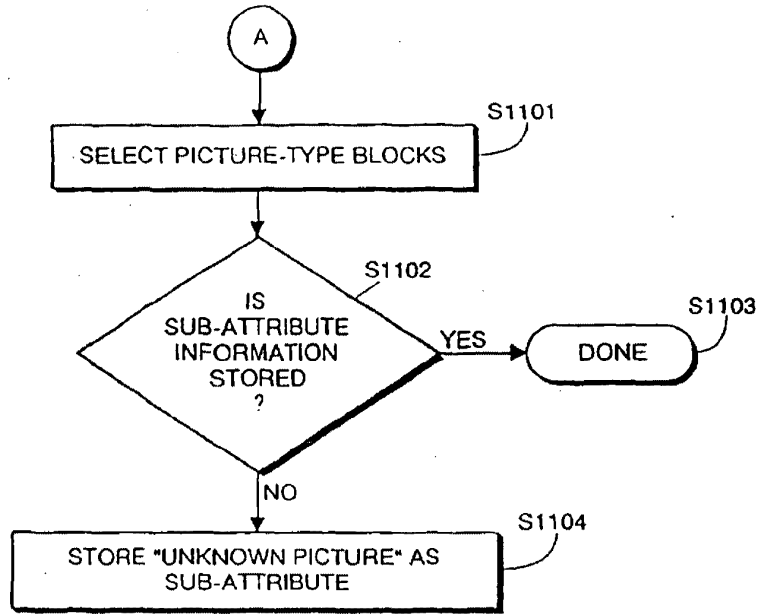 A
S1101
SELECT PICTURE-TYPE BLOCKS
S1102
IS
SUB-ATTRIBUTE
INFORMATION
STORED
?
YES
S1103
DONE
NO
S1104
STORE "UNKNOWN PICTURE" AS
SUB-ATTRIBUTE